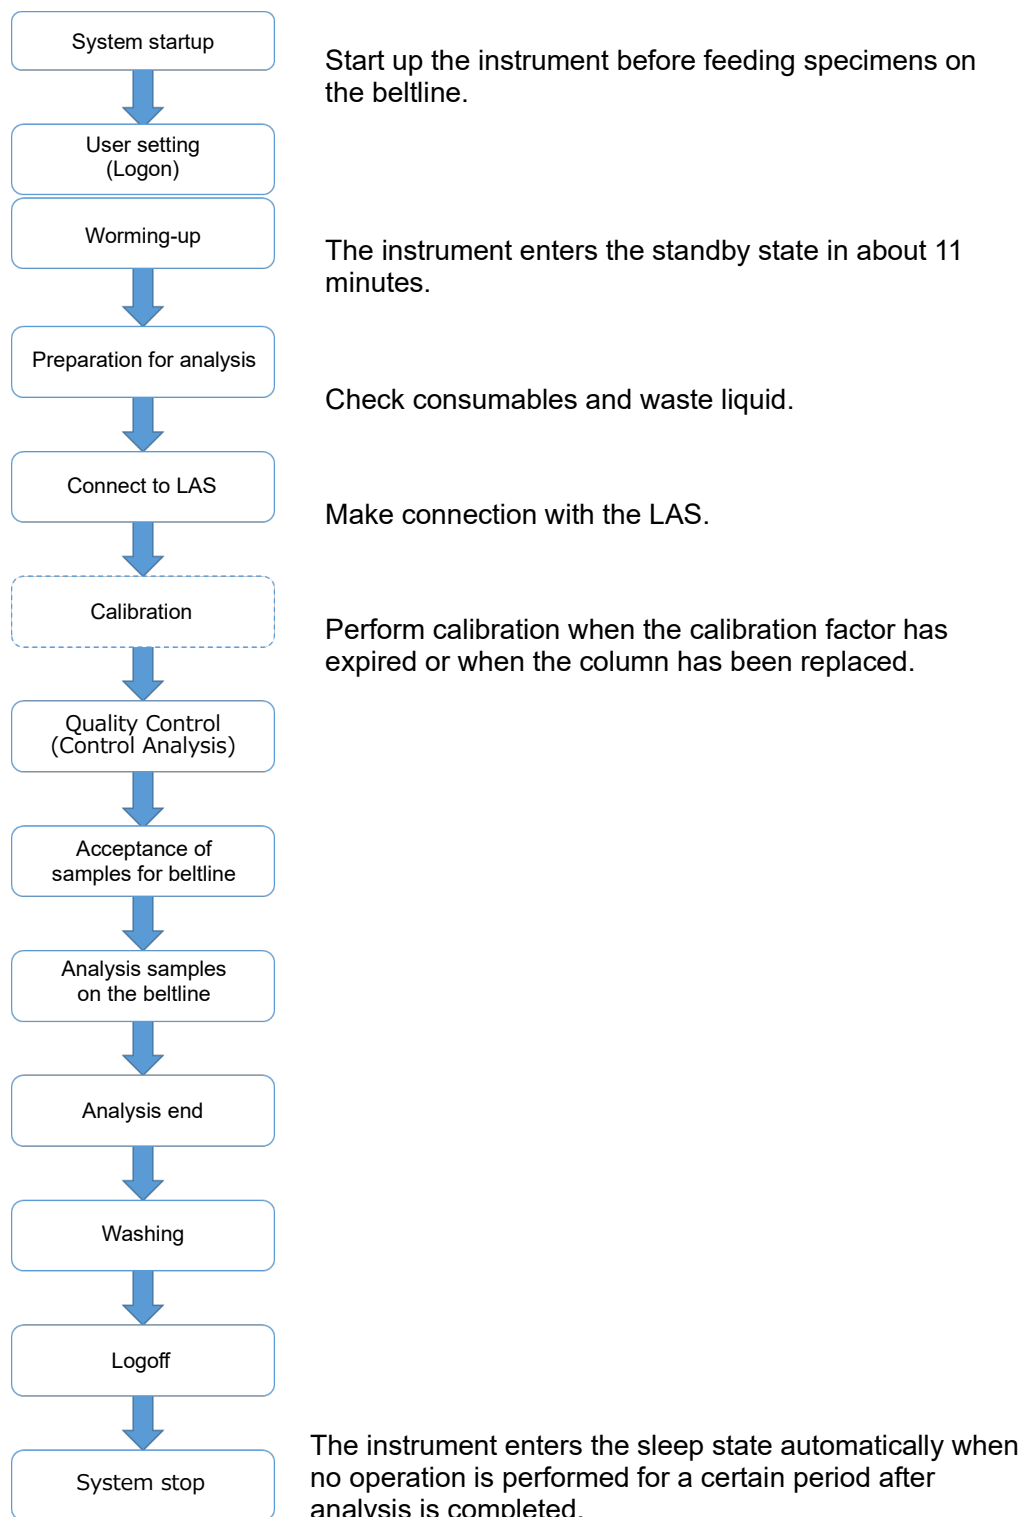 System startup
Start up the instrument before feeding specimens on
the beltline.
User setting
(Logon)
Worming-up
The instrument enters the standby state in about 11
minutes.
Preparation for analysis
Check consumables and waste liquid.
Connect to LAS
Make connection with the LAS.
Calibration
Perform calibration when the calibration factor has
expired or when the column has been replaced.
Quality Control
(Control Analysis)
Acceptance of
samples for beltline
Analysis samples
on the beltline
Analysis end
Washing
Logoff
System stop
The instrument enters the sleep state automatically when
no operation is performed for a certain period after
analysis is completed.